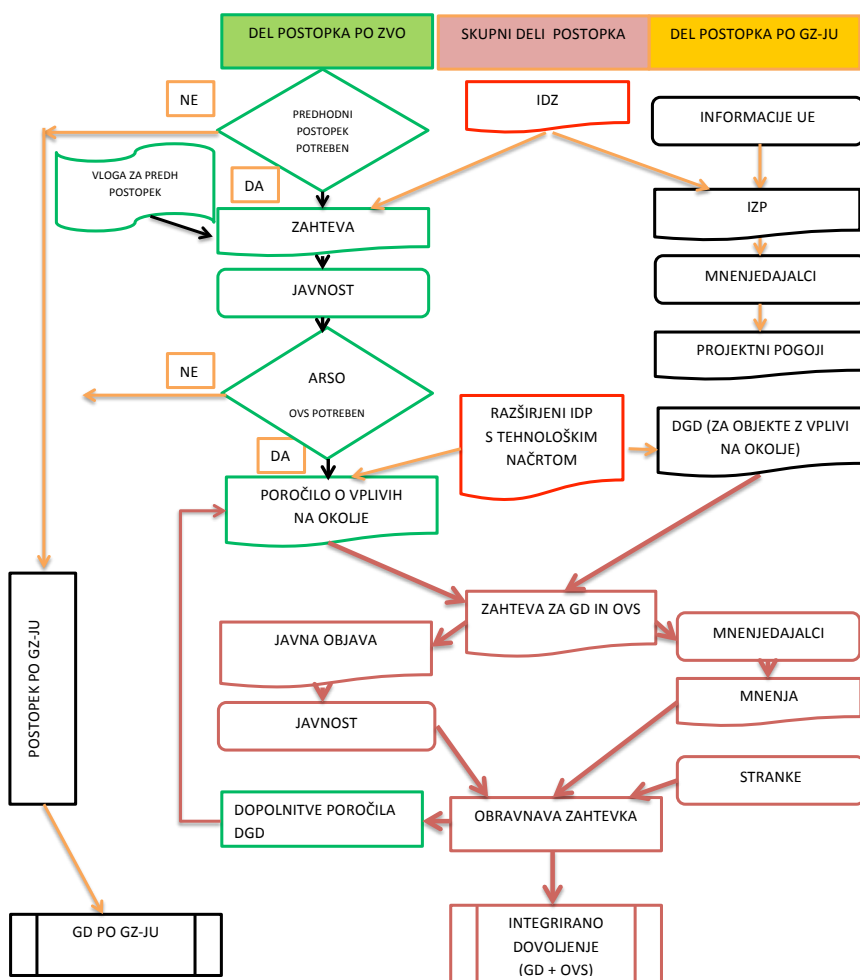 DEL POSTOPKA PO ZVO
SKUPNI DELI POSTOPKA
DEL POSTOPKA PO GZ-JU
NE
PREDHODNI
POSTOPEK
POTREBEN
IDZ
INFORMACIJE UE
VLOGA ZA PREDH
POSTOPEK
DA
ZAHTEVA
IZP
JAVNOST
MNENJEDAJALCI
PROJEKTNI POGOJI
NE
ARSO
OVS POTREBEN
RAZŠIRJENI IDP
S TEHNOLOŠKIM
NAČRTOM
DGD (ZA OBJEKTE Z VPLIVI
NA OKOLJE)
DA
POROČILO O VPLIVIH
NA OKOLJE
ZAHTEVA ZA GD IN OVS
JAVNA OBJAVA
MNENJEDAJALCI
MNENJA
JAVNOST
POSTOPEK PO GZ-JU
STRANKE
DOPOLNITVE POROČILA
DGD
OBRAVNAVA ZAHTEVKA
GD PO GZ-JU
INTEGRIRANO
DOVOLJENJE
(GD + OVS)